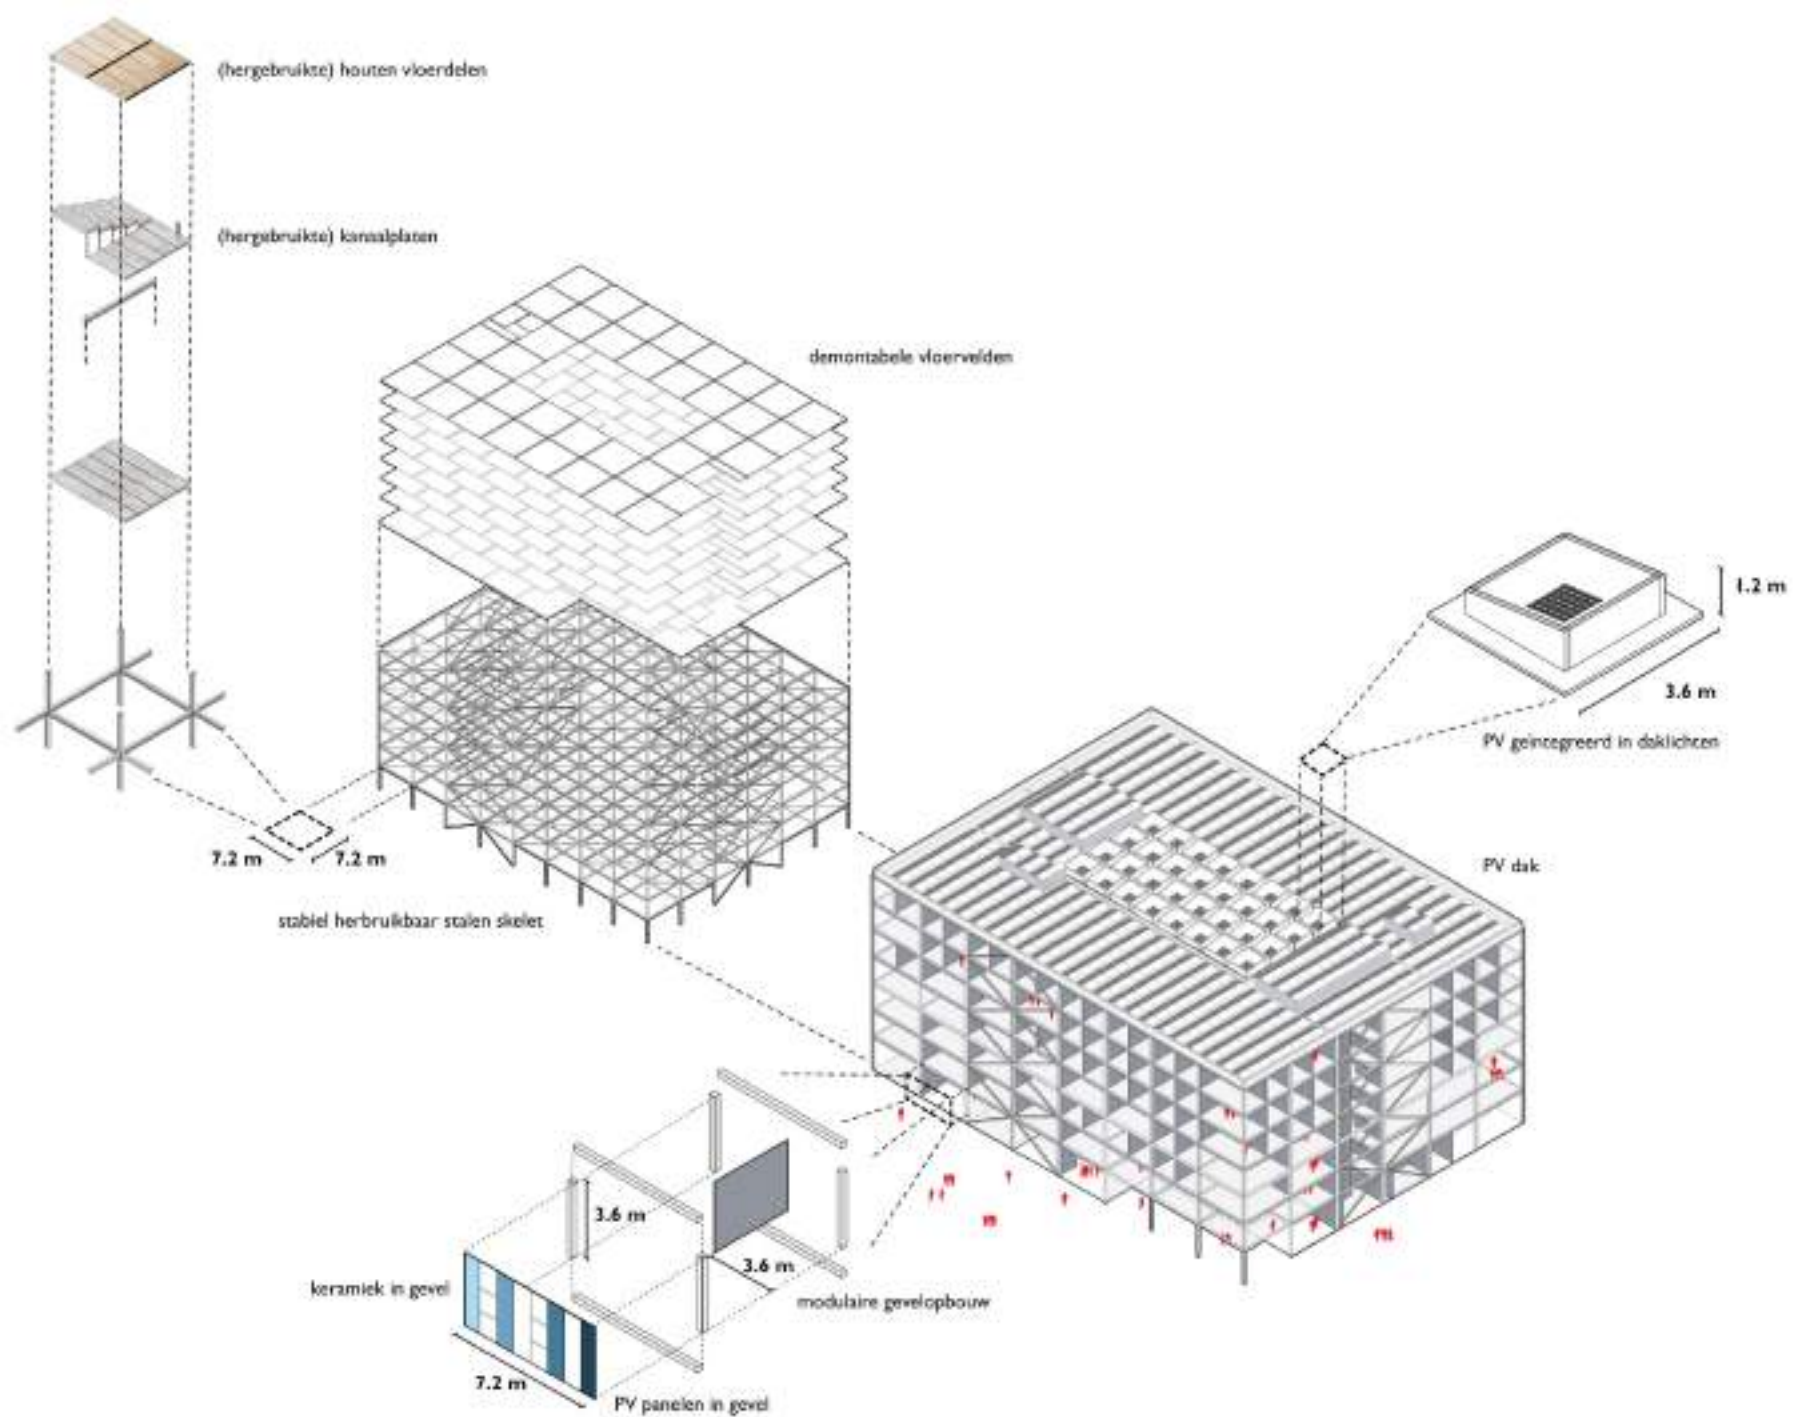 (hergebruikte) houten vloerdelen
(hergebruikte) kanaalplaten
demontabele vloervelden
1.2 m
3.6 m
PV geïntegreerd in daklichten
PV dak
7.2 m
7.2 m
stabiel herbruikbaar stalen skelet
3.6 m
3.6 m
keramiek in gevel
modulaire gevelopbouw
7.2 m
PV panelen in gevel